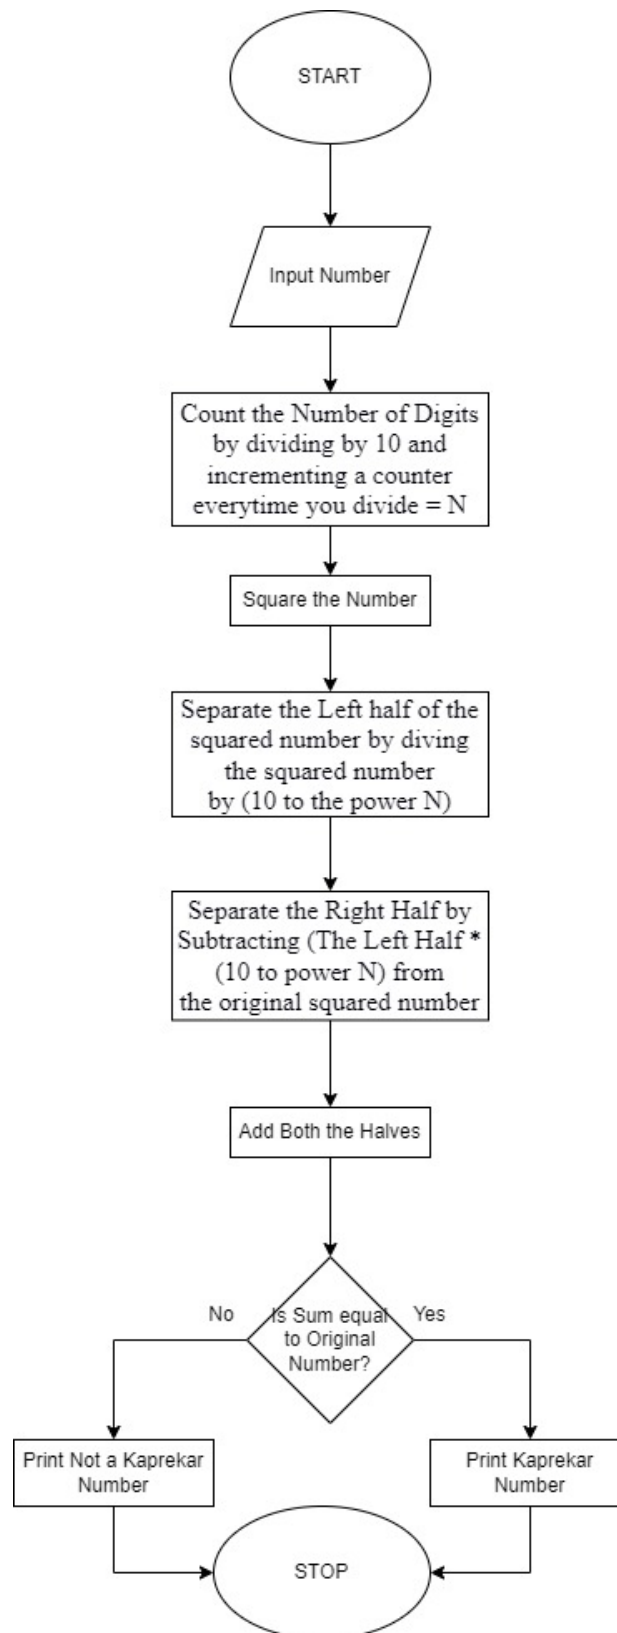 START
Input Number
Count the Number of Digits
by dividing by 10 and
incrementing a counter
everytime you divide = N
Square the Number
Separate the Left half of the
squared number by diving
the squared number
by (10 to the power N)
Separate the Right Half by
Subtracting (The Left Half *
(10 to power N) from
the original squared number
Add Both the Halves
No
Is Sum equal
to Original
Number?
Yes
Print Not a Kaprekar
Number
Print Kaprekar
Number
STOP